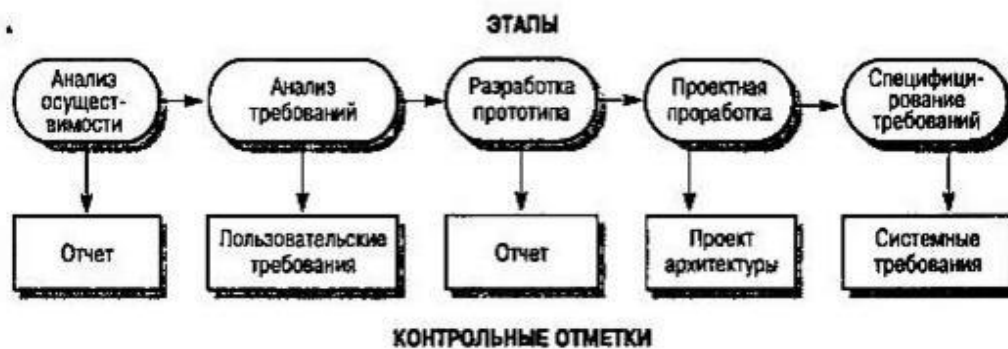 ЭТАПЫ
Анализ
осущест-
вимости
Анализ
требований
Разработка
прототипа
Проектная
проработка
Специфици-
рование
требований
Отчет
Пользовательские
требования
Отчет
Проект
архитектуры
Системные
требования
КОНТРОЛЬНЫЕ ОТМЕТКИ